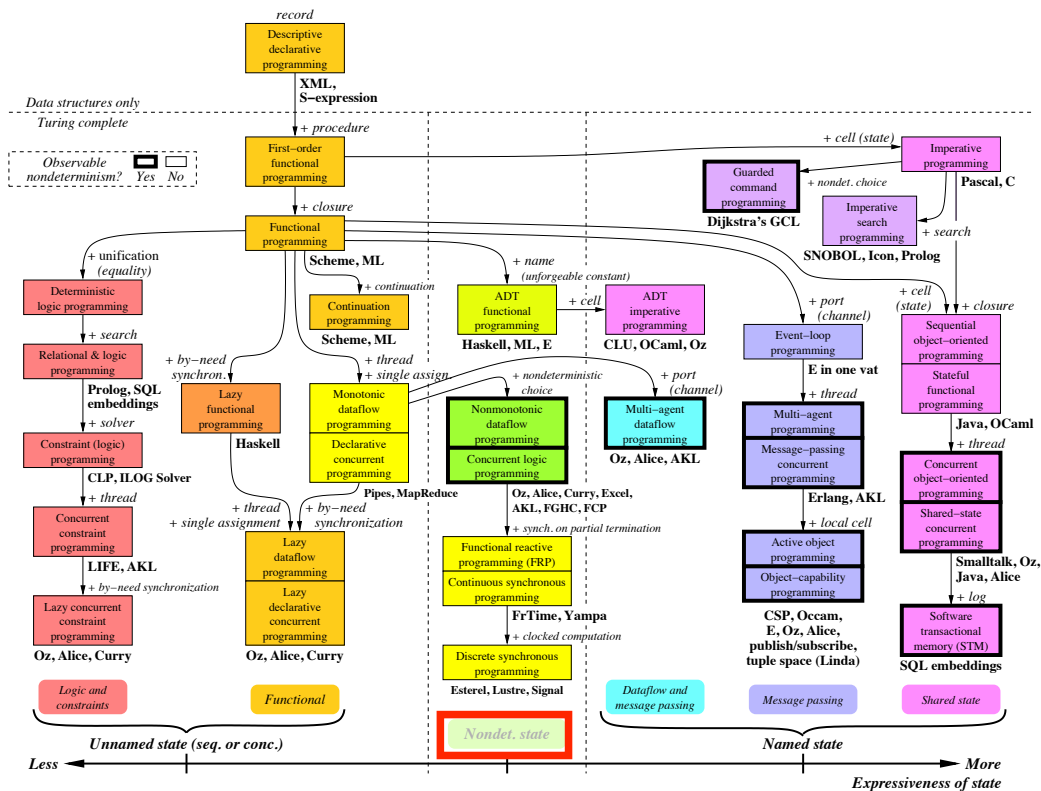 record
Descriptive
declarative
programming
XML,
S−expression
Data structures only
Turing complete
+ procedure
Observable
nondeterminism?
Yes
No
First−order
functional
programming
+ cell (state)
Imperative
programming
Pascal, C
Guarded
command
programming
+ nondet. choice
Dijkstra's GCL
Imperative
search
programming
+ search
SNOBOL, Icon, Prolog
+ closure
Functional
programming
Scheme, ML
+ unification
(equality)
+ continuation
Continuation
programming
Scheme, ML
+ name
(unforgeable constant)
ADT
functional
programming
Haskell, ML, E
+ cell
ADT
imperative
programming
CLU, OCaml, Oz
+ port
(channel)
Event−loop
programming
E in one vat
+ cell
(state)
+ closure
Sequential
object−oriented
programming
Stateful
functional
programming
Java, OCaml
Deterministic
logic programming
+ search
Relational & logic
programming
Prolog, SQL
embeddings
+ solver
Constraint (logic)
programming
CLP, ILOG Solver
+ thread
Concurrent
constraint
programming
LIFE, AKL
+ by−need synchronization
Lazy concurrent
constraint
programming
Oz, Alice, Curry
+ by−need
synchron.
Lazy
functional
programming
Haskell
+ thread
+ single assignment
+ thread
+ single assign.
Monotonic
dataflow
programming
Declarative
concurrent
programming
Pipes, MapReduce
+ by−need
synchronization
Lazy
dataflow
programming
Lazy
declarative
concurrent
programming
Oz, Alice, Curry
+ nondeterministic
choice
Nonmonotonic
dataflow
programming
Concurrent logic
programming
Oz, Alice, Curry, Excel,
AKL, FGHC, FCP
+ synch. on partial termination
Functional reactive
programming (FRP)
Continuous synchronous
programming
FrTime, Yampa
+ clocked computation
Discrete synchronous
programming
Esterel, Lustre, Signal
+ port
(channel)
Multi−agent
dataflow
programming
Oz, Alice, AKL
+ thread
Multi−agent
programming
Message−passing
concurrent
programming
Erlang, AKL
+ local cell
Active object
programming
Object−capability
programming
CSP, Occam,
E, Oz, Alice,
publish/subscribe,
tuple space (Linda)
+ thread
Concurrent
object−oriented
programming
Shared−state
concurrent
programming
Smalltalk, Oz,
Java, Alice
+ log
Software
transactional
memory (STM)
SQL embeddings
Logic and
constraints
Functional
Dataflow and
message passing
Message passing
Shared state
Unnamed state (seq. or conc.)
Nondet. state
Named state
Less
More
Expressiveness of state